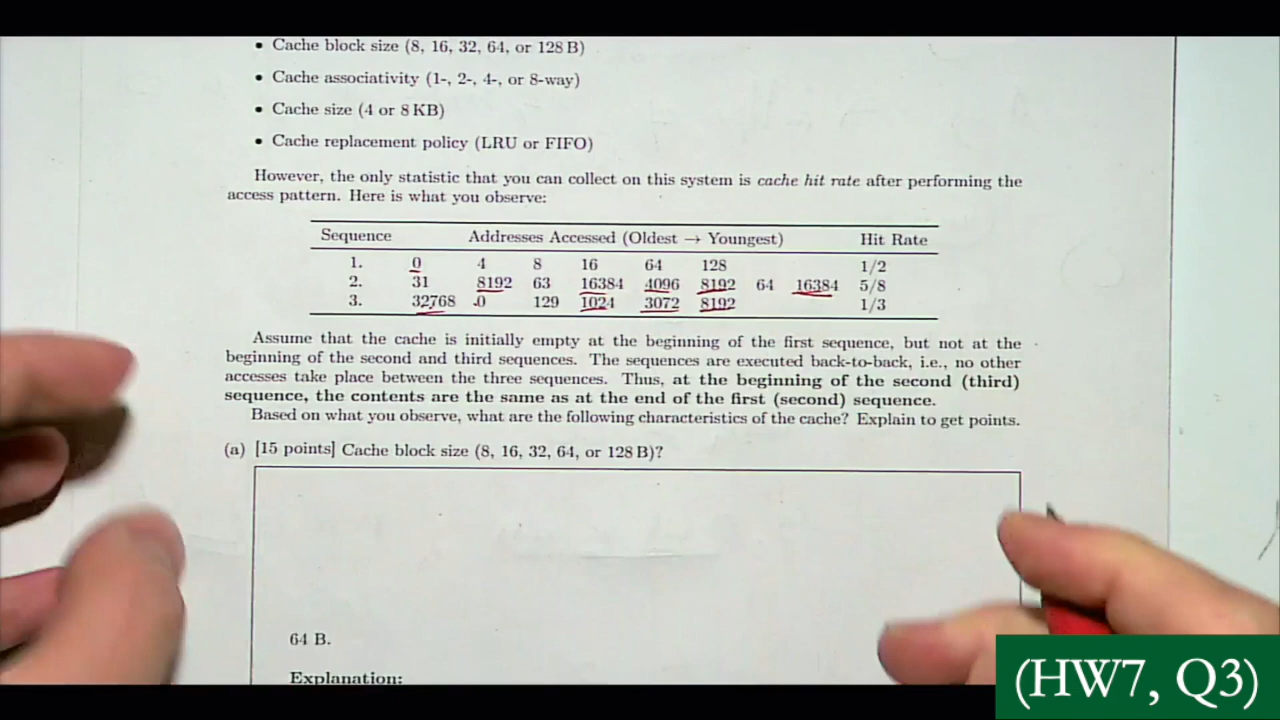 • Cache block size (8, 16, 32, 64, or 128 B)
• Cache associativity (1-, 2-, 4-, or 8-way)
• Cache size (4 or 8 KB)
• Cache replacement policy (LRU or FIFO)
However, the only statistic that you can collect on this system is cache hit rate after performing the
access pattern. Here is what you observe:
Sequence Addresses Accessed (Oldest → Youngest) Hit Rate
1. 0 4 8 16 64 128 1/2
2. 31 8192 63 16384 4096 8192 64 16384 5/8
3. 32768 0 129 1024 3072 8192 1/3
Assume that the cache is initially empty at the beginning of the first sequence, but not at the
beginning of the second and third sequences. The sequences are executed back-to-back, i.e., no other
accesses take place between the three sequences. Thus, at the beginning of the second (third)
sequence, the contents are the same as at the end of the first (second) sequence.
Based on what you observe, what are the following characteristics of the cache? Explain to get points.
(a) [15 points] Cache block size (8, 16, 32, 64, or 128 B)?
64 B.
Explanation:
(HW7, Q3)